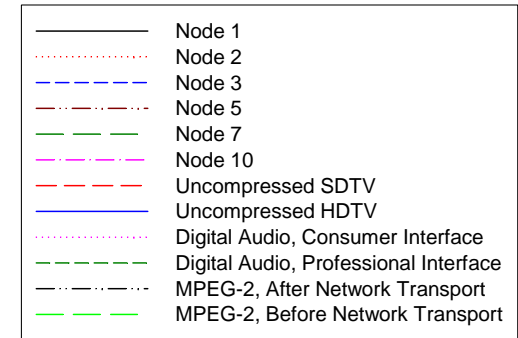 Node 1
Node 2
Node 3
Node 5
Node 7
Node 10
Uncompressed SDTV
Uncompressed HDTV
Digital Audio, Consumer Interface
Digital Audio, Professional Interface
MPEG-2, After Network Transport
MPEG-2, Before Network Transport